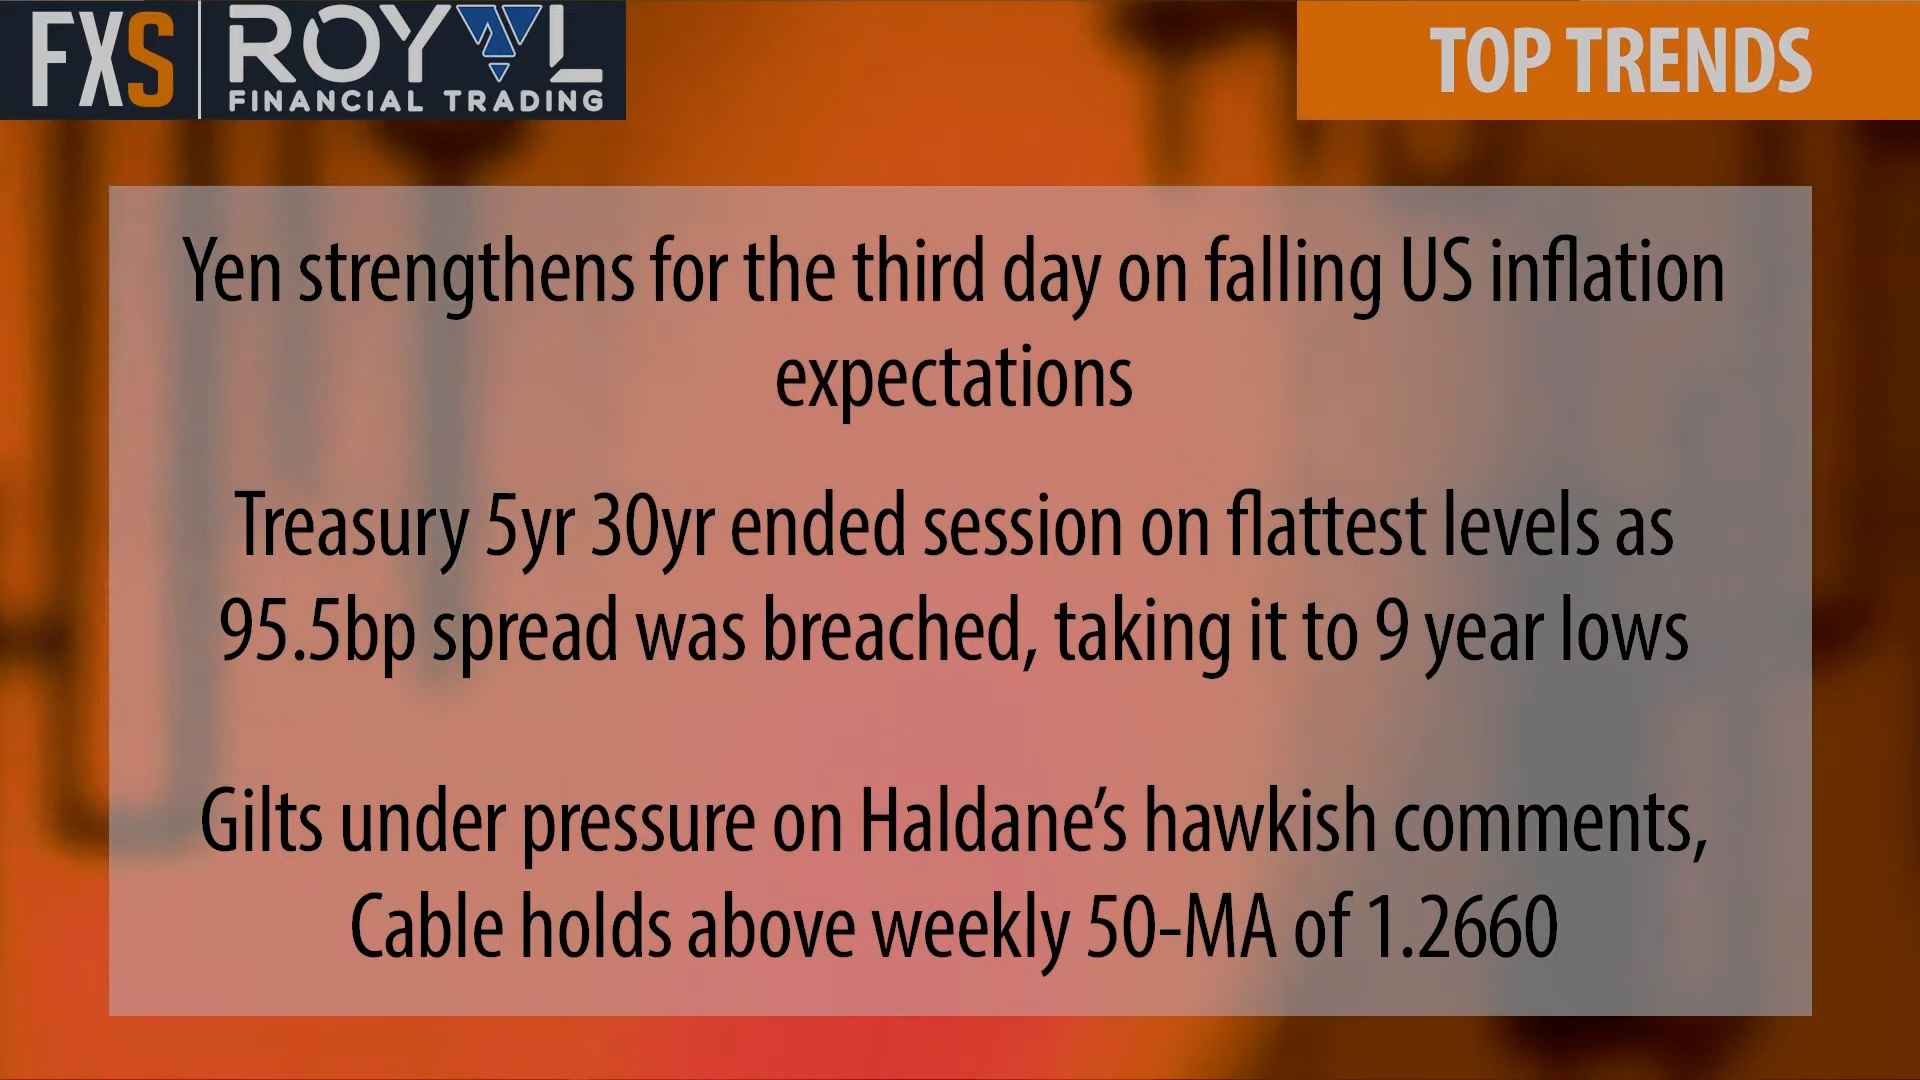 FXS
ROYAL
FINANCIAL TRADING
TOP TRENDS
Yen strengthens for the third day on falling US inflation
expectations
Treasury 5yr 30yr ended session on flattest levels as
95.5bp spread was breached, taking it to 9 year lows
Gilts under pressure on Haldane’s hawkish comments,
Cable holds above weekly 50-MA of 1.2660